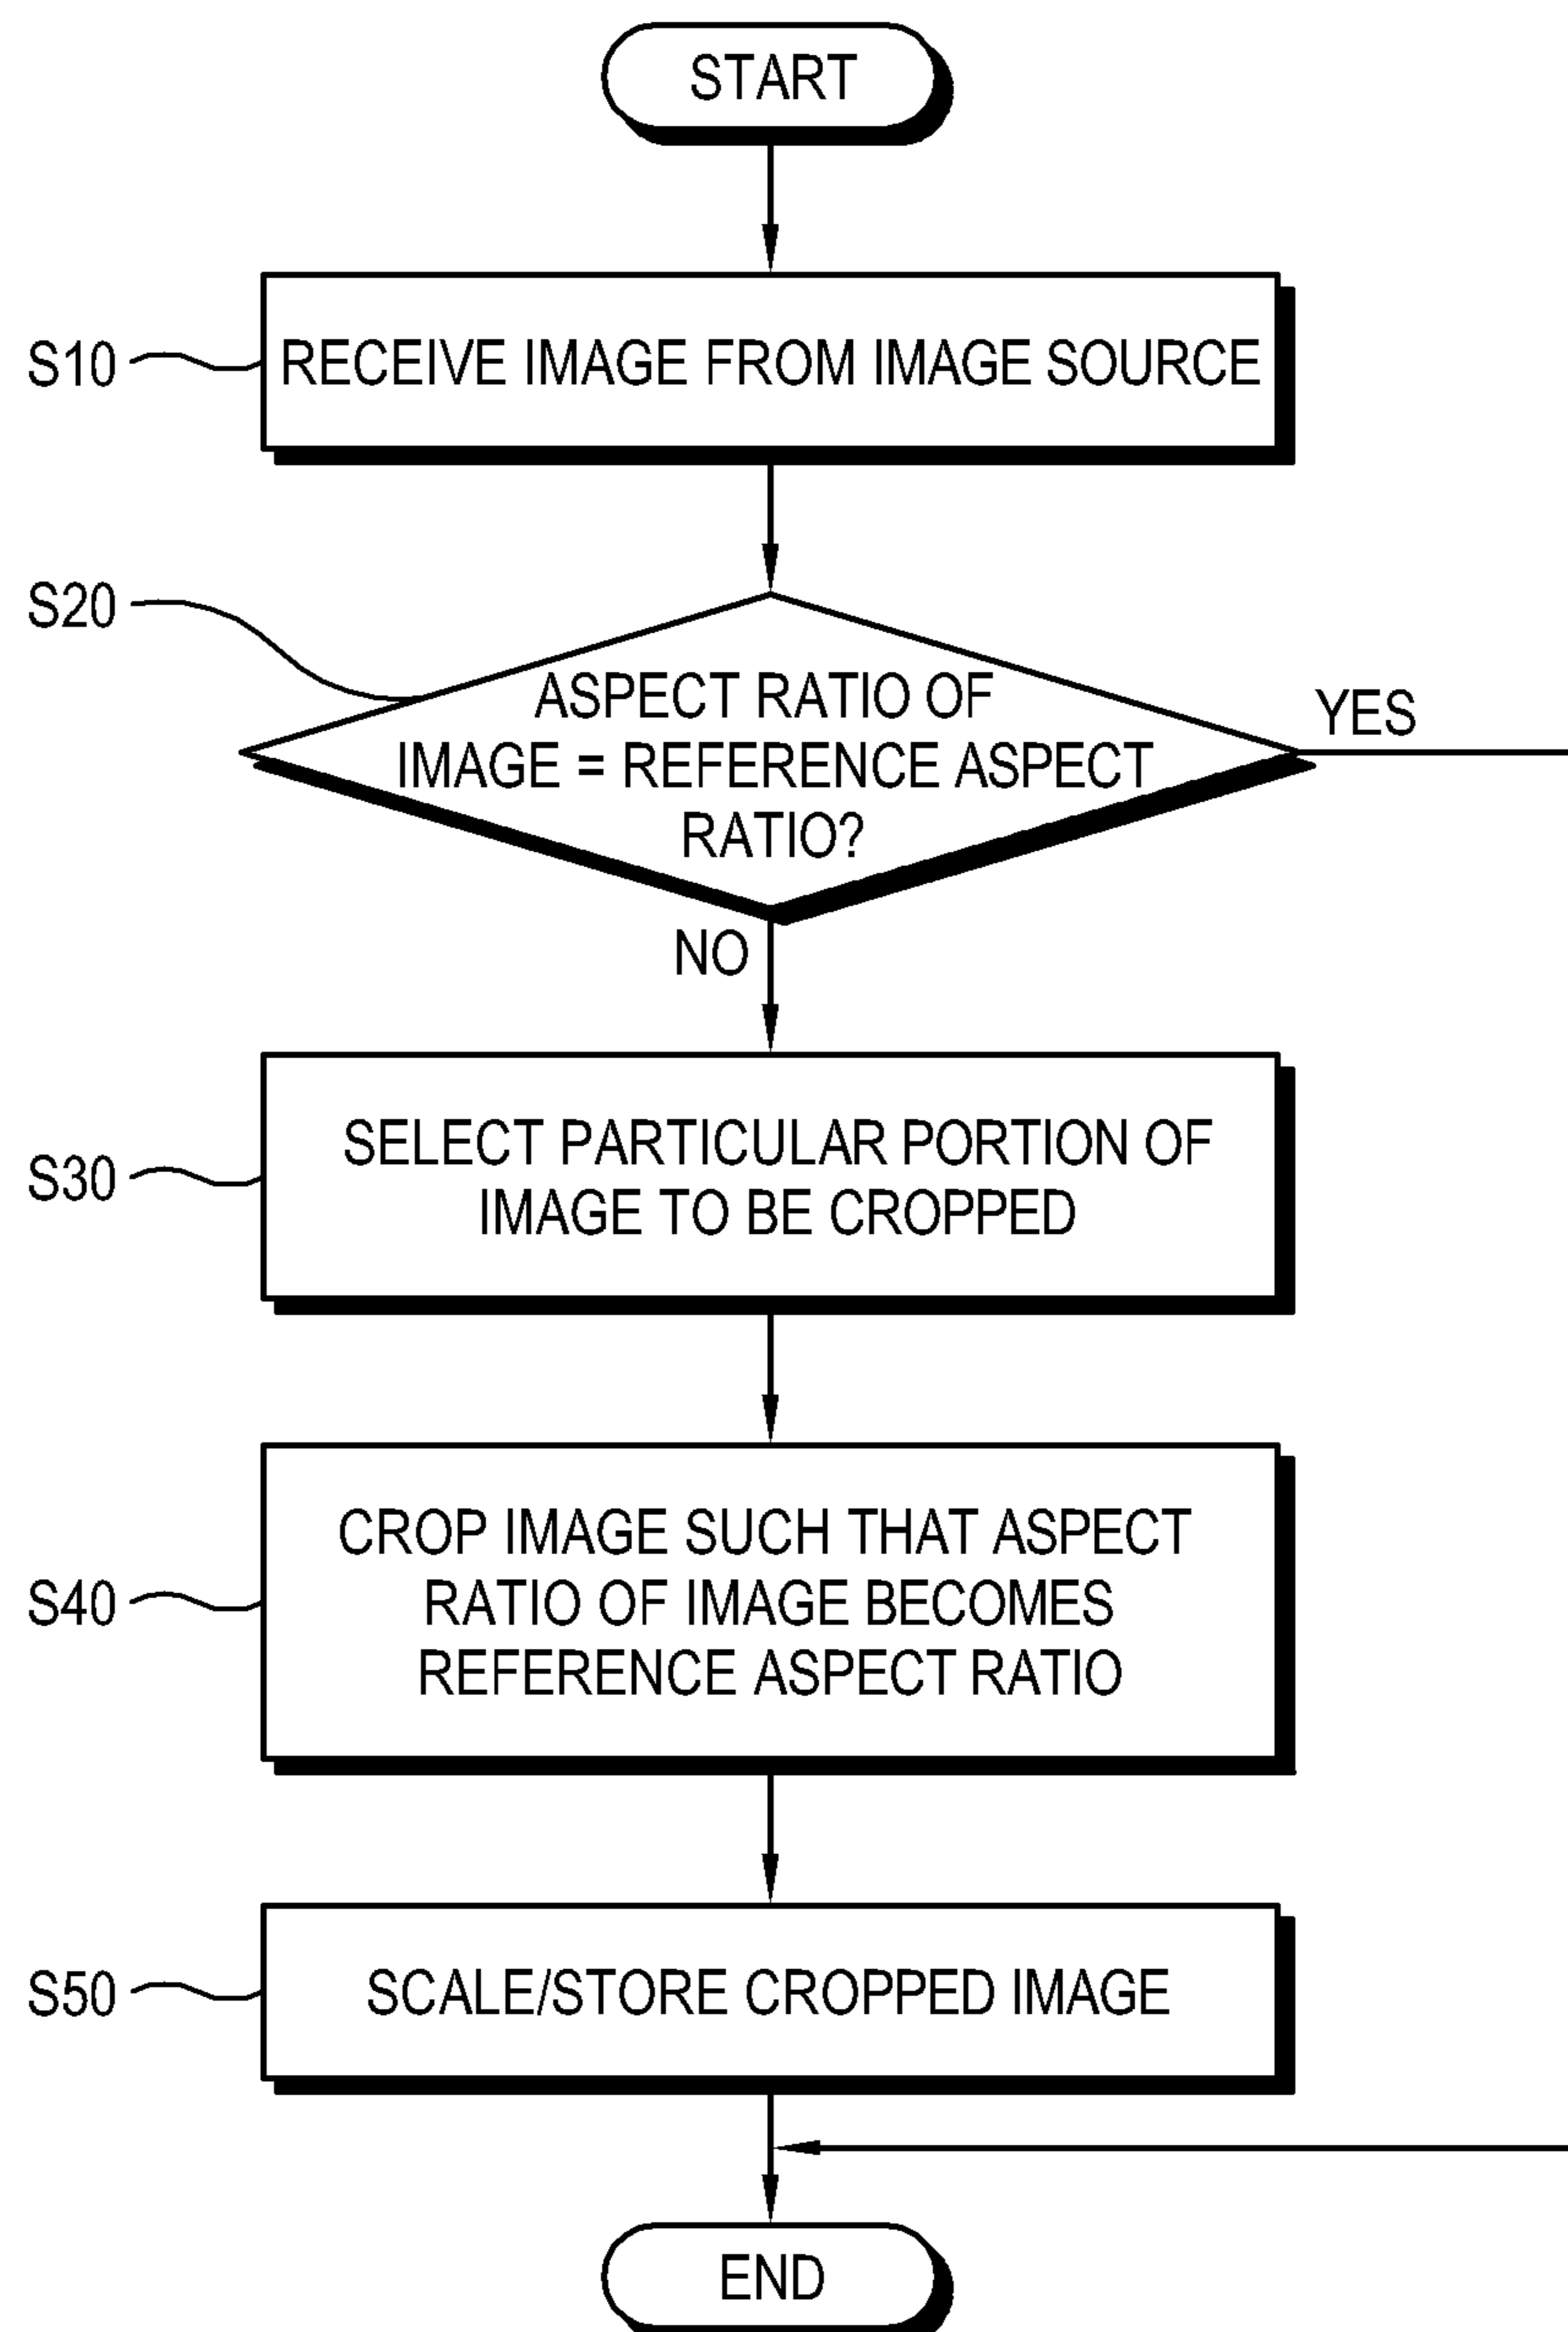 START
S10
RECEIVE IMAGE FROM IMAGE SOURCE
S20
ASPECT RATIO OF
IMAGE = REFERENCE ASPECT
RATIO?
YES
NO
S30
SELECT PARTICULAR PORTION OF
IMAGE TO BE CROPPED
S40
CROP IMAGE SUCH THAT ASPECT
RATIO OF IMAGE BECOMES
REFERENCE ASPECT RATIO
S50
SCALE/STORE CROPPED IMAGE
END